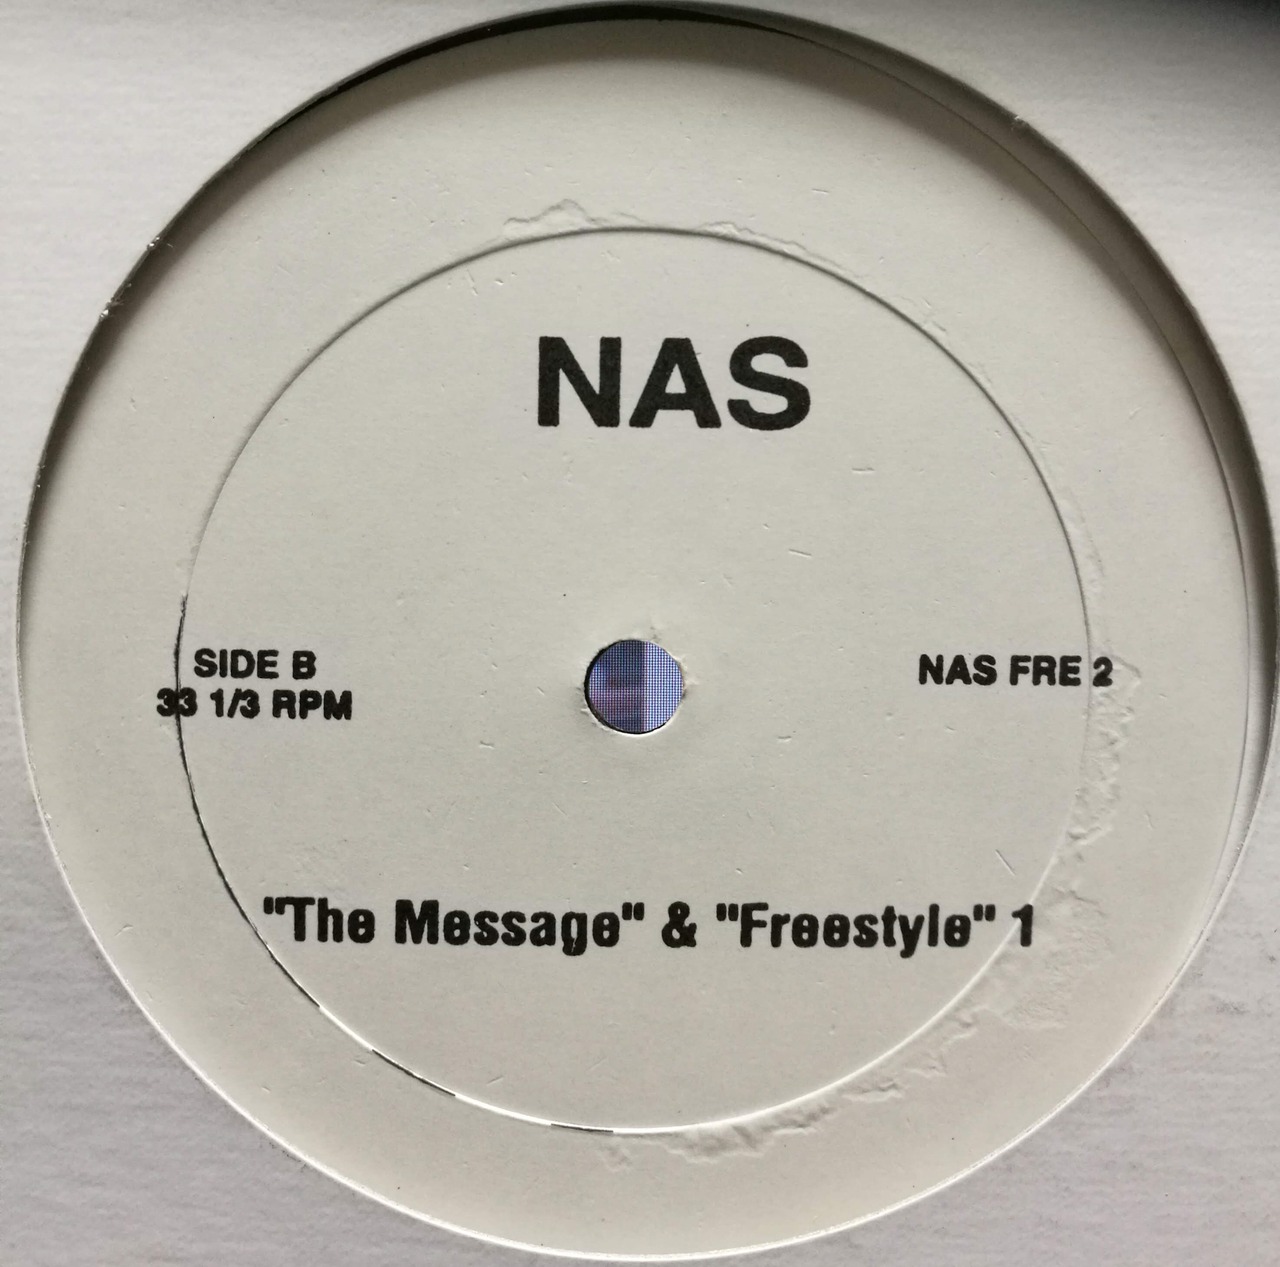 NAS
SIDE B
33 1/3 RPM
NAS FRE 2
"The Message" & "Freestyle" 1